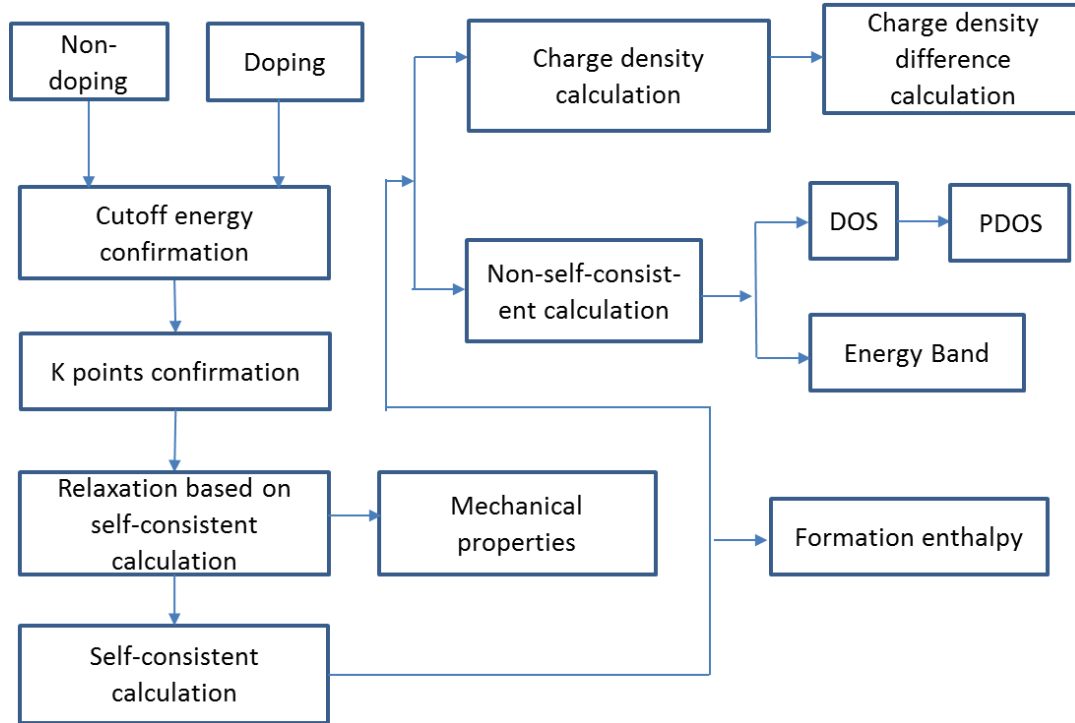 Non-
doping
Doping
Cutoff energy
confirmation
K points confirmation
Relaxation based on
self-consistent
calculation
Self-consistent
calculation
Mechanical
properties
Charge density
calculation
Charge density
difference
calculation
Non-self-consist-
ent calculation
DOS
PDOS
Energy Band
Formation enthalpy